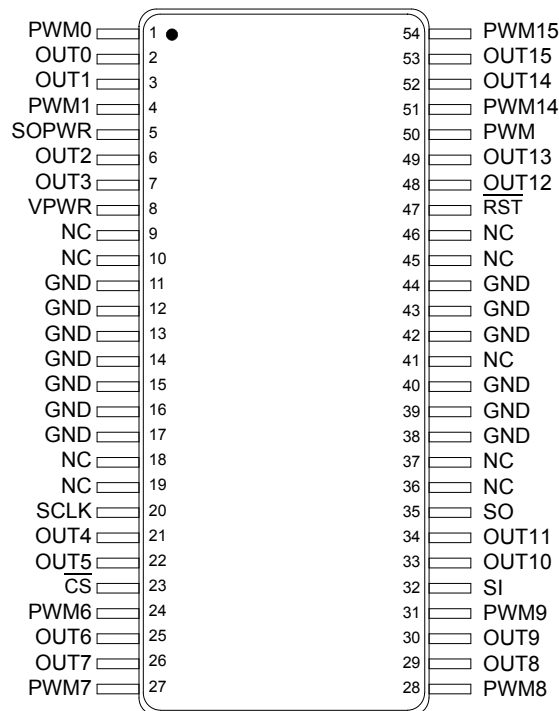 PWM0 1 54 PWM15
OUT0 2 53 OUT15
OUT1 3 52 OUT14
PWM1 4 51 PWM14
SOPWR 5 50 PWM
OUT2 6 49 OUT13
OUT3 7 48 OUT12
VPWR 8 47 R̅S̅T̅
NC 9 46 NC
NC 10 45 NC
GND 11 44 GND
GND 12 43 GND
GND 13 42 GND
GND 14 41 NC
GND 15 40 GND
GND 16 39 GND
GND 17 38 GND
NC 18 37 NC
NC 19 36 NC
SCLK 20 35 SO
OUT4 21 34 OUT11
OUT5 22 33 OUT10
C̅S̅ 23 32 SI
PWM6 24 31 PWM9
OUT6 25 30 OUT9
OUT7 26 29 OUT8
PWM7 27 28 PWM8